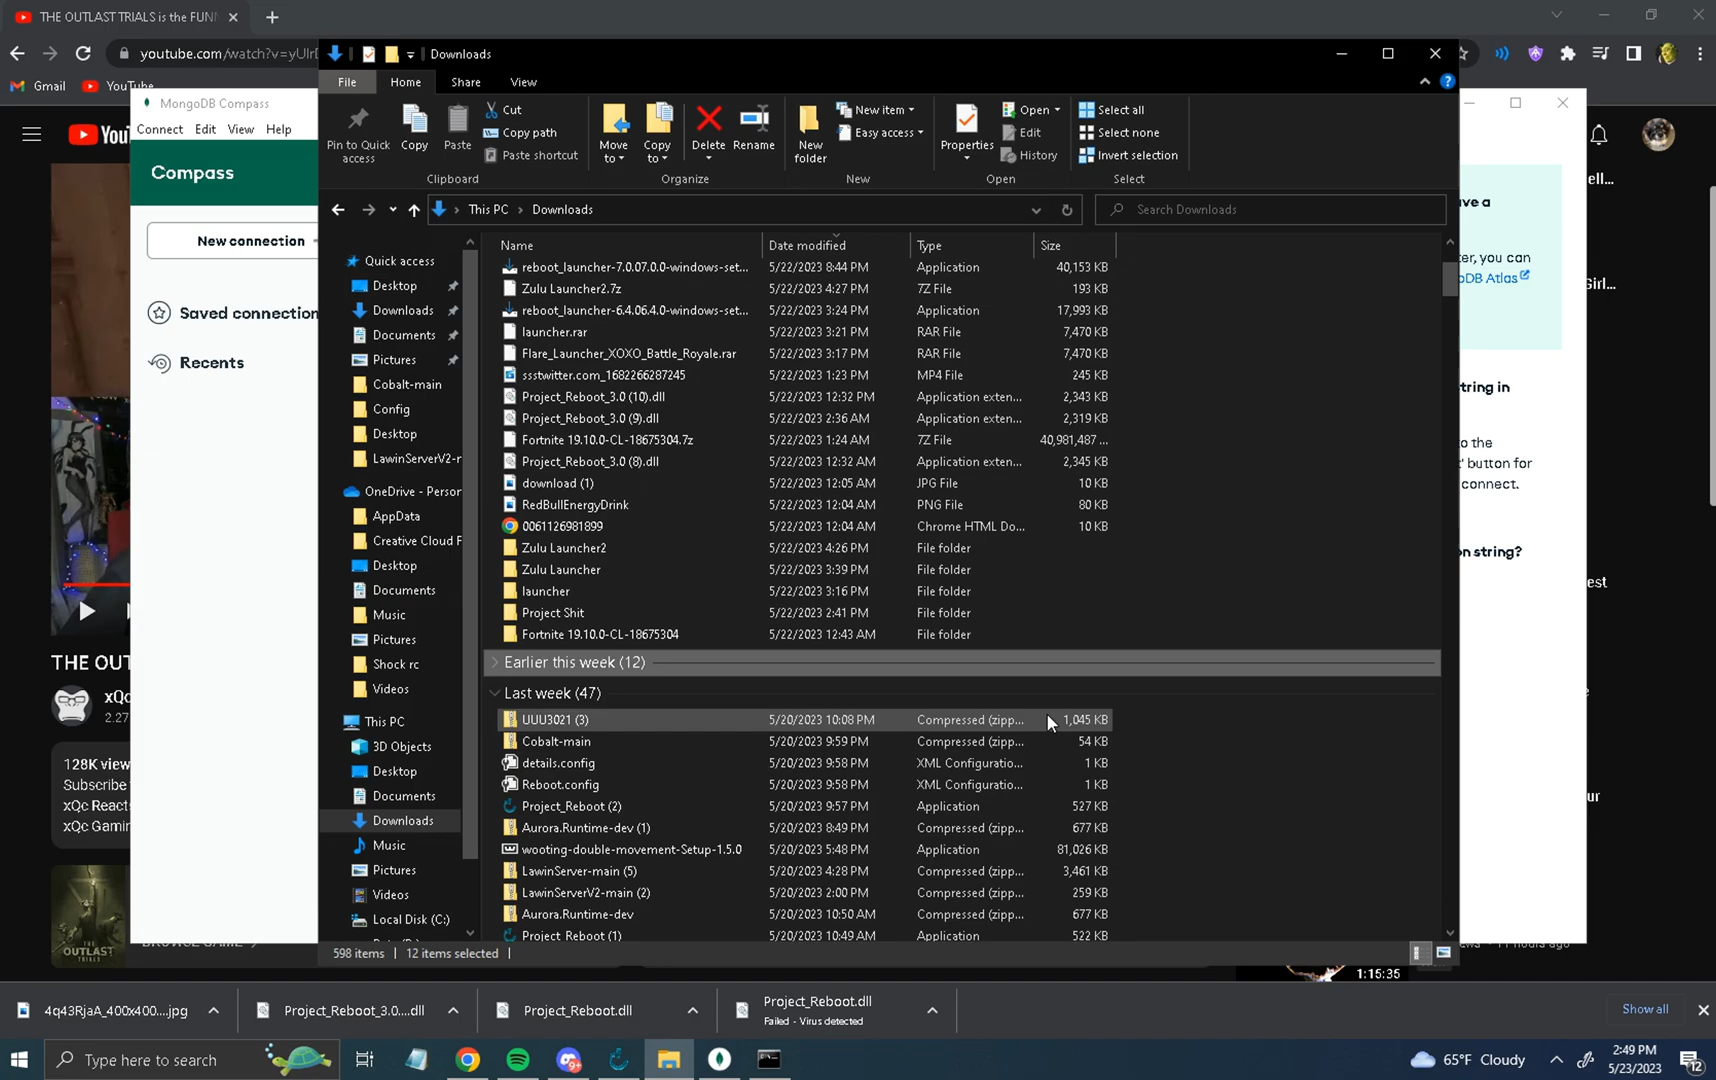 THE OUTLAST TRIALS is the FUN
youtube.com/watch?v=yUIr
Gmail
YouTube
Downloads
File
Home
Share
View
Pin to Quick access
Copy
Paste
Cut
Copy path
Paste shortcut
Clipboard
Move to
Copy to
Delete
Rename
Organize
New folder
New item
Easy access
New
Properties
Open
Edit
History
Open
Select all
Select none
Invert selection
Select
MongoDB Compass
Connect Edit View Help
Compass
New connection
Saved connection
Recents
This PC > Downloads
Search Downloads
Quick access
Desktop
Downloads
Documents
Pictures
Cobalt-main
Config
Desktop
LawinServerV2-r
OneDrive - Person
AppData
Creative Cloud F
Desktop
Documents
Music
Pictures
Shock rc
Videos
This PC
3D Objects
Desktop
Documents
Downloads
Music
Pictures
Videos
Local Disk (C:)
Name Date modified Type Size
reboot_launcher-7.0.07.0.0-windows-set... 5/22/2023 8:44 PM Application 40,153 KB
Zulu Launcher2.7z 5/22/2023 4:27 PM 7Z File 193 KB
reboot_launcher-6.4.06.4.0-windows-set... 5/22/2023 3:24 PM Application 17,993 KB
launcher.rar 5/22/2023 3:21 PM RAR File 7,470 KB
Flare_Launcher_XOXO_Battle_Royale.rar 5/22/2023 3:17 PM RAR File 7,470 KB
ssstwitter.com_1682266287245 5/22/2023 1:23 PM MP4 File 245 KB
Project_Reboot_3.0 (10).dll 5/22/2023 12:32 PM Application exten... 2,343 KB
Project_Reboot_3.0 (9).dll 5/22/2023 2:36 AM Application exten... 2,319 KB
Fortnite 19.10.0-CL-18675304.7z 5/22/2023 1:24 AM 7Z File 40,981,487 ...
Project_Reboot_3.0 (8).dll 5/22/2023 12:32 AM Application exten... 2,345 KB
download (1) 5/22/2023 12:05 AM JPG File 10 KB
RedBullEnergyDrink 5/22/2023 12:04 AM PNG File 80 KB
0061126981899 5/22/2023 12:04 AM Chrome HTML Do... 10 KB
Zulu Launcher2 5/22/2023 4:26 PM File folder
Zulu Launcher 5/22/2023 3:39 PM File folder
launcher 5/22/2023 3:16 PM File folder
Project Shit 5/22/2023 2:41 PM File folder
Fortnite 19.10.0-CL-18675304 5/22/2023 12:43 AM File folder
Earlier this week (12)
Last week (47)
UUU3021 (3) 5/20/2023 10:08 PM Compressed (zipp... 1,045 KB
Cobalt-main 5/20/2023 9:59 PM Compressed (zipp... 54 KB
details.config 5/20/2023 9:58 PM XML Configuratio... 1 KB
Reboot.config 5/20/2023 9:58 PM XML Configuratio... 1 KB
Project_Reboot (2) 5/20/2023 9:57 PM Application 527 KB
Aurora.Runtime-dev (1) 5/20/2023 8:49 PM Compressed (zipp... 677 KB
wooting-double-movement-Setup-1.5.0 5/20/2023 5:48 PM Application 81,026 KB
LawinServer-main (5) 5/20/2023 4:28 PM Compressed (zipp... 3,461 KB
LawinServerV2-main (2) 5/20/2023 2:00 PM Compressed (zipp... 259 KB
Aurora.Runtime-dev 5/20/2023 10:50 AM Compressed (zipp... 677 KB
Project_Reboot (1) 5/20/2023 10:49 AM Application 522 KB
598 items
12 items selected
ave a
ter, you can
oDB Atlas
tring in
to the
t' button for
connect.
on string?
ell...
Girl...
est
ur
THE OUT
xQc
2.27
128K view
Subscribe
xQc React
xQc Gamin
OUTLAST
BROWSE GAME
1:15:35
4q43RjaA_400x400....jpg
Project_Reboot_3.0....dll
Project_Reboot.dll
Project_Reboot.dll
Failed - Virus detected
Show all
Type here to search
65°F Cloudy
2:49 PM
5/23/2023
12